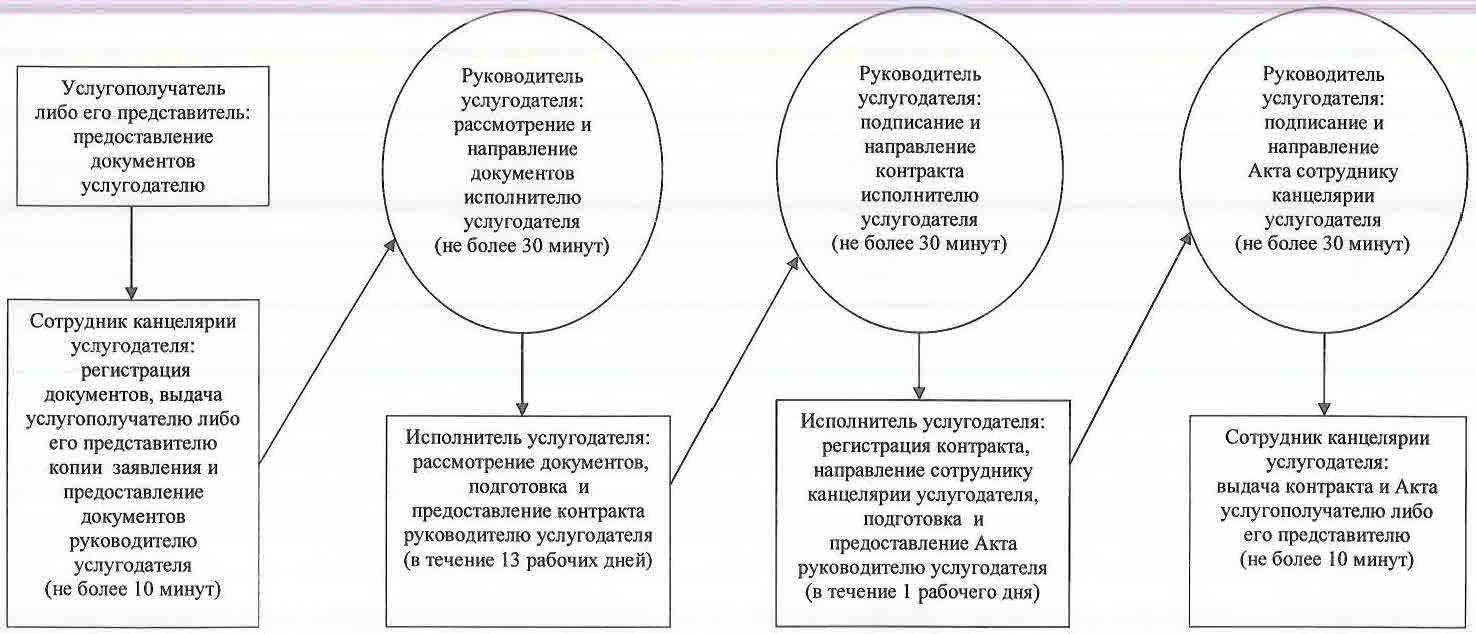 Услугополучатель
либо его представитель:
предоставление
документов
услугодателю
Сотрудник канцелярии
услугодателя:
регистрация
документов, выдача
услугополучателю либо
его представителю
копии заявления и
предоставление
документов
руководителю
услугодателя
(не более 10 минут)
Руководитель
услугодателя:
рассмотрение и
направление
документов
исполнителю
услугодателя
(не более 30 минут)
Исполнитель услугодателя:
рассмотрение документов,
подготовка и
предоставление контракта
руководителю услугодателя
(в течение 13 рабочих дней)
Руководитель
услугодателя:
подписание и
направление
контракта
исполнителю
услугодателя
(не более 30 минут)
Исполнитель услугодателя:
регистрация контракта,
направление сотруднику
канцелярии услугодателя,
подготовка и
предоставление Акта
руководителю услугодателя
(в течение 1 рабочего дня)
Руководитель
услугодателя:
подписание и
направление
Акта сотруднику
канцелярии
услугодателя
(не более 30 минут)
Сотрудник канцелярии
услугодателя:
выдача контракта и Акта
услугополучателю либо
его представителю
(не более 10 минут)